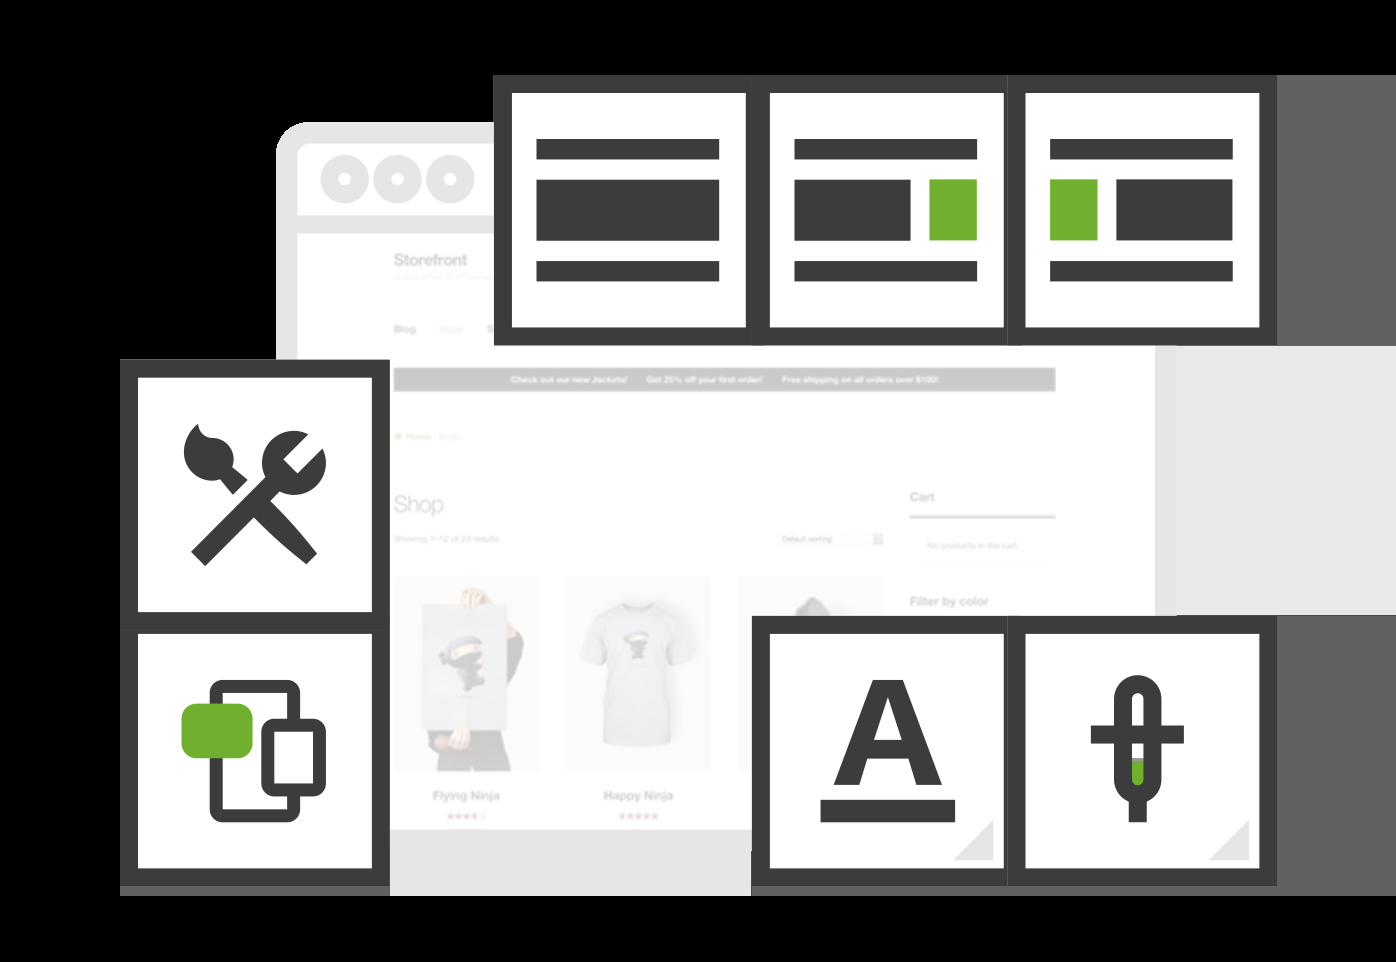 Storefront
Blog Shop S
Check out our new Jackets! Get 25% off your first order! Free shipping on all orders over $100!
Home / Shop
Shop
Cart
Showing 1–12 of 23 results
Default sorting
No products in the cart.
Filter by color
Flying Ninja
Happy Ninja
A